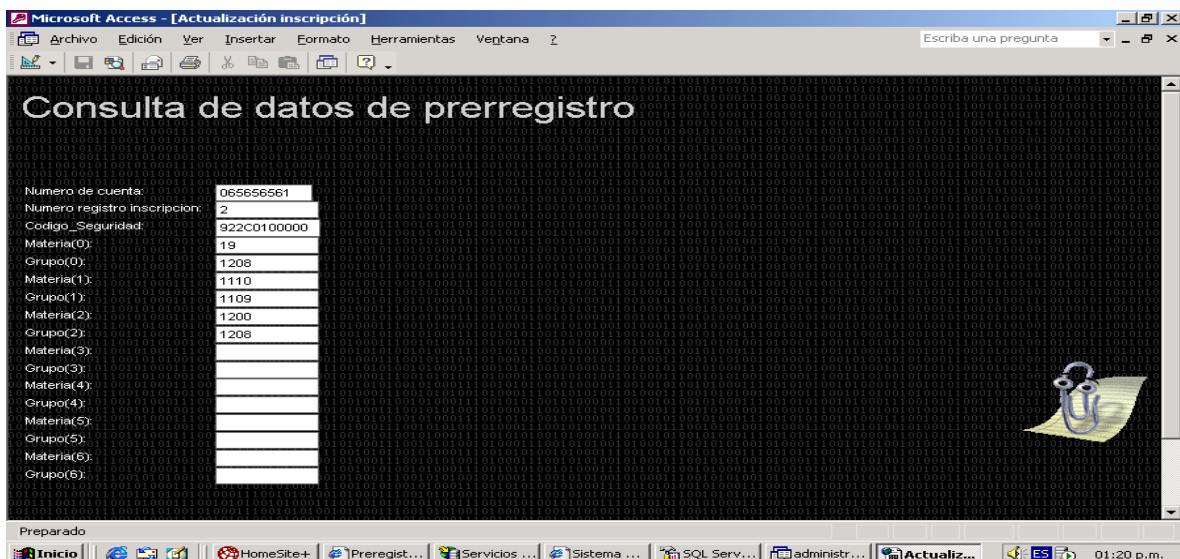 Microsoft Access - [Actualización inscripción]
Archivo Edición Ver Insertar Formato Herramientas Ventana ? Escriba una pregunta
Consulta de datos de prerregistro
Numero de cuenta: 065656561
Numero registro inscripcion: 2
Codigo_Seguridad: 922C0100000
Materia(0): 19
Grupo(0): 1208
Materia(1): 1110
Grupo(1): 1109
Materia(2): 1200
Grupo(2): 1208
Materia(3):
Grupo(3):
Materia(4):
Grupo(4):
Materia(5):
Grupo(5):
Materia(6):
Grupo(6):
Preparado
Inicio HomeSite+ Preregist... Servicios ... Sistema ... SQL Serv... administr... Actualiz... ES 01:20 p.m.